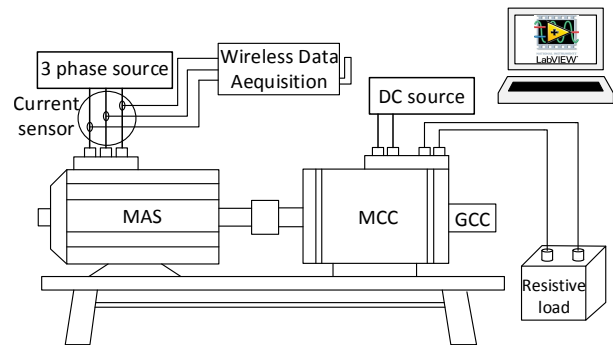 3 phase source
Current
sensor
Wireless Data
Aequisition
DC source
LabVIEW
MAS
MCC
GCC
Resistive
load